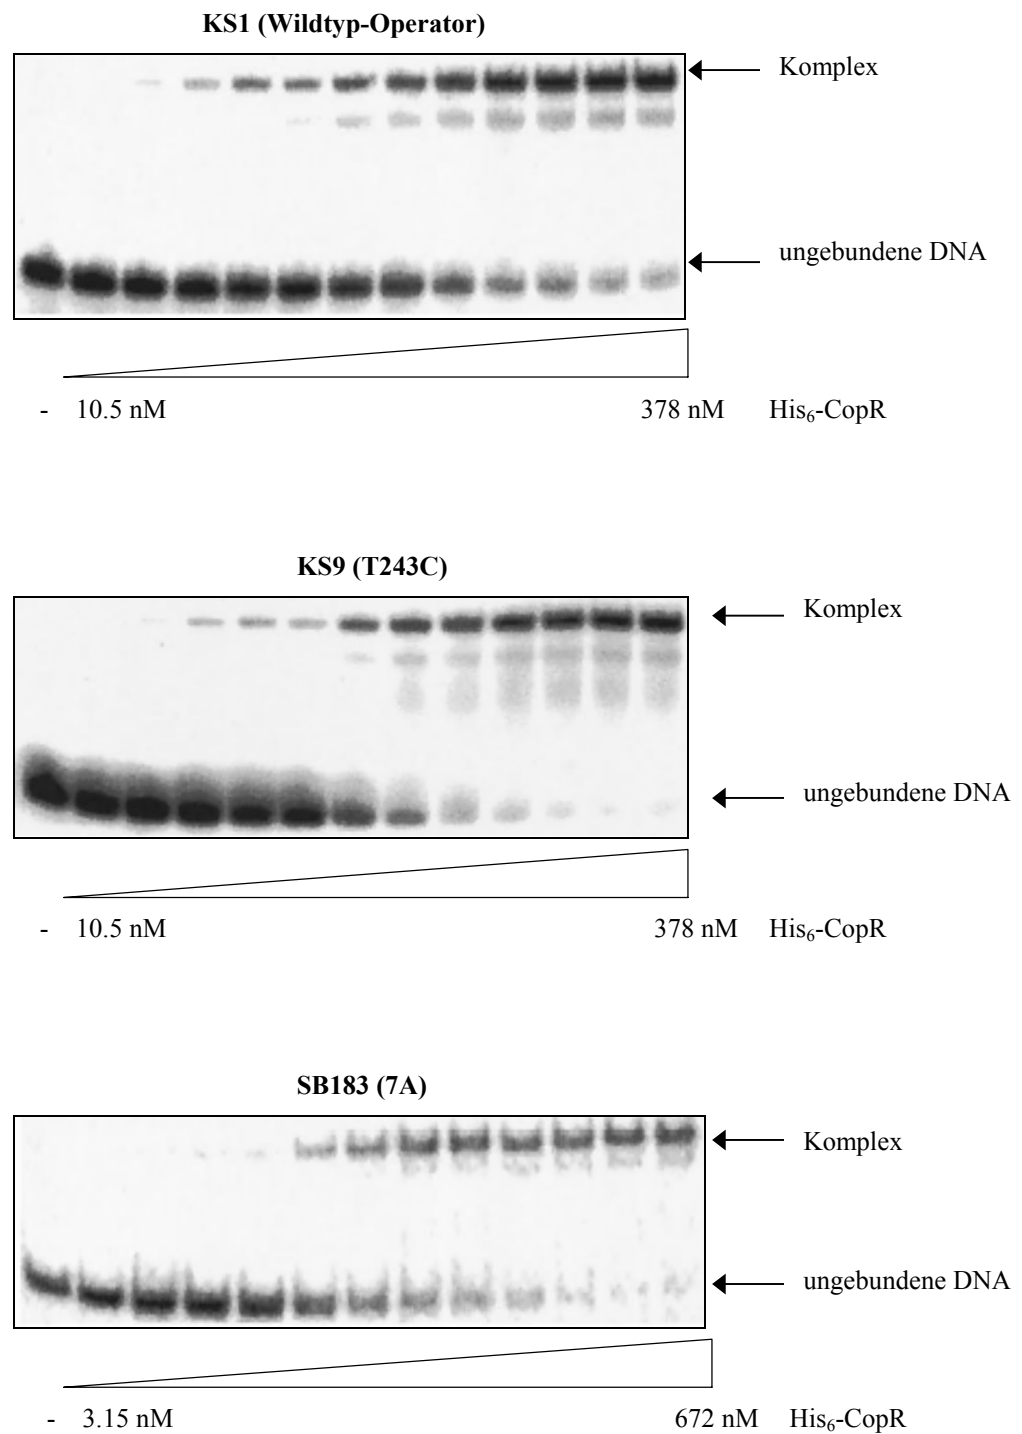 KS1 (Wildtyp-Operator)
Komplex
ungebundene DNA
- 10.5 nM 378 nM His₆-CopR
KS9 (T243C)
Komplex
ungebundene DNA
- 10.5 nM 378 nM His₆-CopR
SB183 (7A)
Komplex
ungebundene DNA
- 3.15 nM 672 nM His₆-CopR